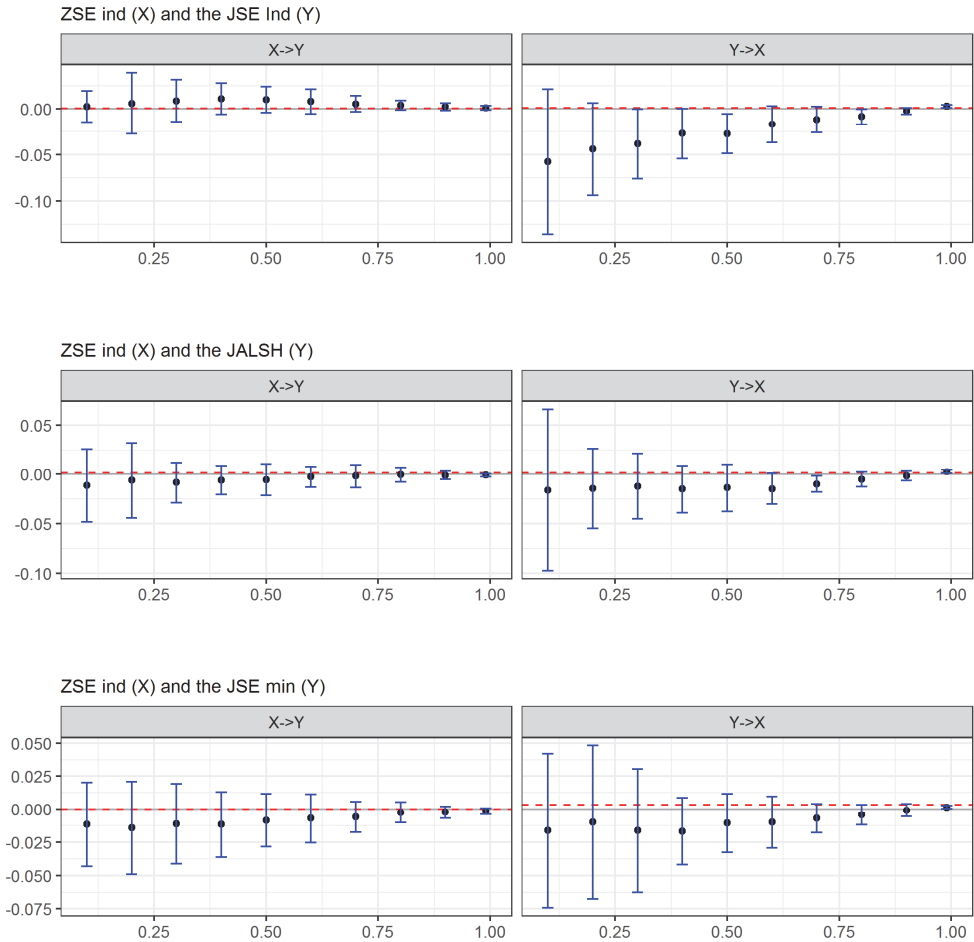 ZSE ind (X) and the JSE Ind (Y)
X->Y Y->X
0.00
-0.05
-0.10
0.25 0.50 0.75 1.00 0.25 0.50 0.75 1.00
ZSE ind (X) and the JALSH (Y)
X->Y Y->X
0.05
0.00
-0.05
-0.10
0.25 0.50 0.75 1.00 0.25 0.50 0.75 1.00
ZSE ind (X) and the JSE min (Y)
X->Y Y->X
0.050
0.025
0.000
-0.025
-0.050
-0.075
0.25 0.50 0.75 1.00 0.25 0.50 0.75 1.00